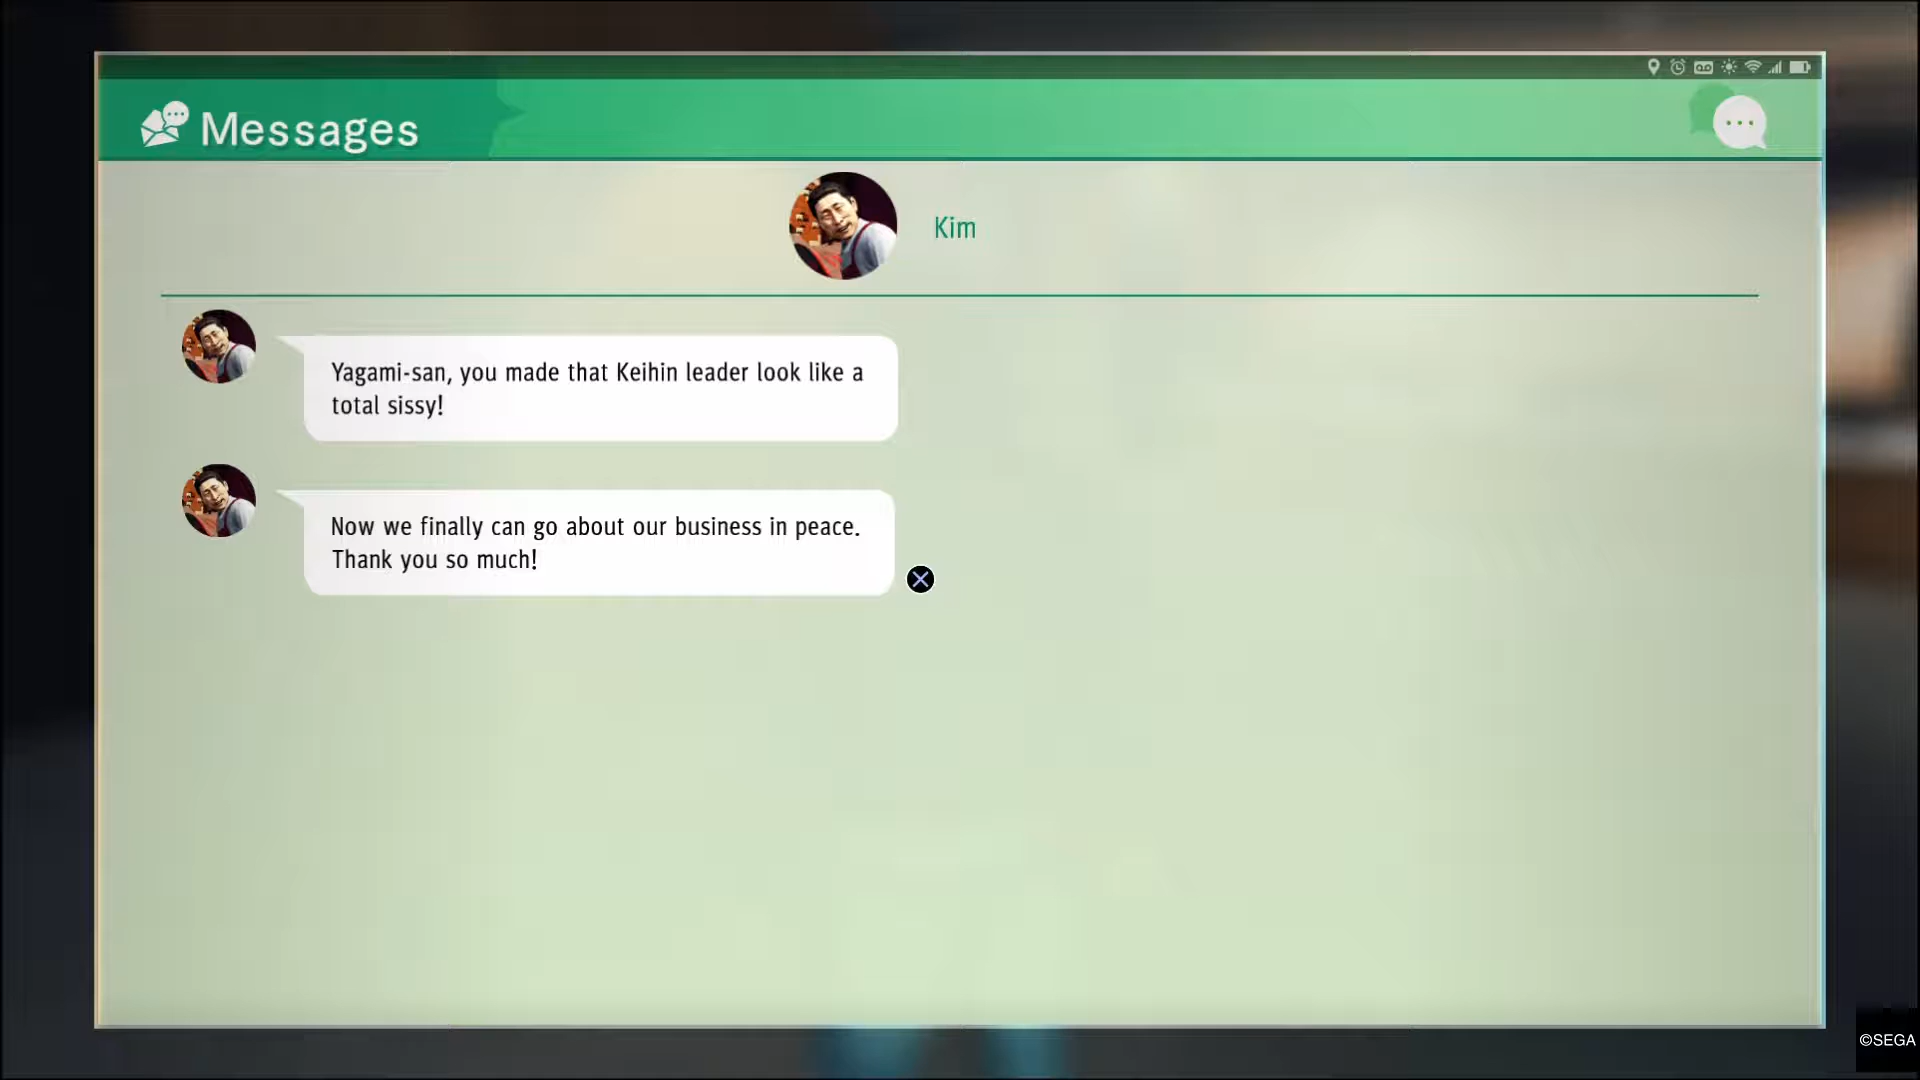 Messages
Kim
Yagami-san, you made that Keihin leader look like a
total sissy!
Now we finally can go about our business in peace.
Thank you so much!
©SEGA